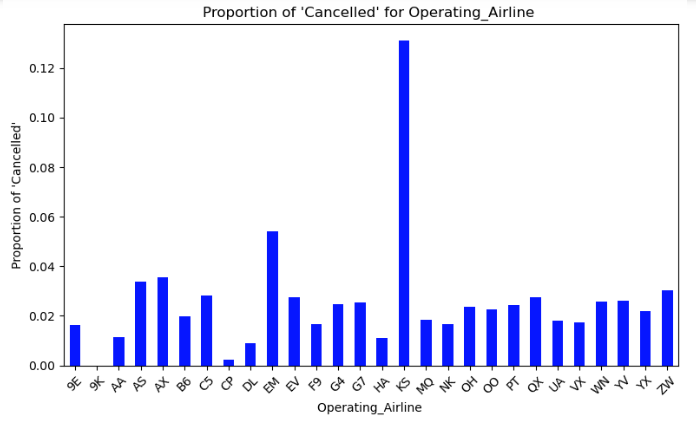 Proportion of 'Cancelled' for Operating_Airline
Proportion of 'Cancelled'
0.12
0.10
0.08
0.06
0.04
0.02
0.00
9E 9K AA AS AX B6 C5 CP DL EM EV F9 G4 G7 HA KS MQ NK OH OO PT QX UA VX WN YV YX ZW
Operating_Airline